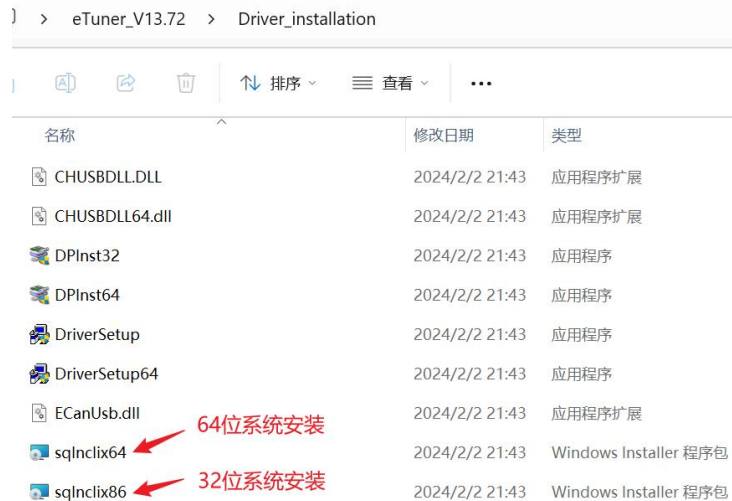 eTuner_V13.72 > Driver_installation
排序 查看 ...
名称 修改日期 类型
CHUSBDLL.DLL 2024/2/2 21:43 应用程序扩展
CHUSBDLL64.dll 2024/2/2 21:43 应用程序扩展
DPInst32 2024/2/2 21:43 应用程序
DPInst64 2024/2/2 21:43 应用程序
DriverSetup 2024/2/2 21:43 应用程序
DriverSetup64 2024/2/2 21:43 应用程序
ECanUsb.dll 2024/2/2 21:43 应用程序扩展
64位系统安装
sqlnclix64 2024/2/2 21:43 Windows Installer 程序包
32位系统安装
sqlnclix86 2024/2/2 21:43 Windows Installer 程序包